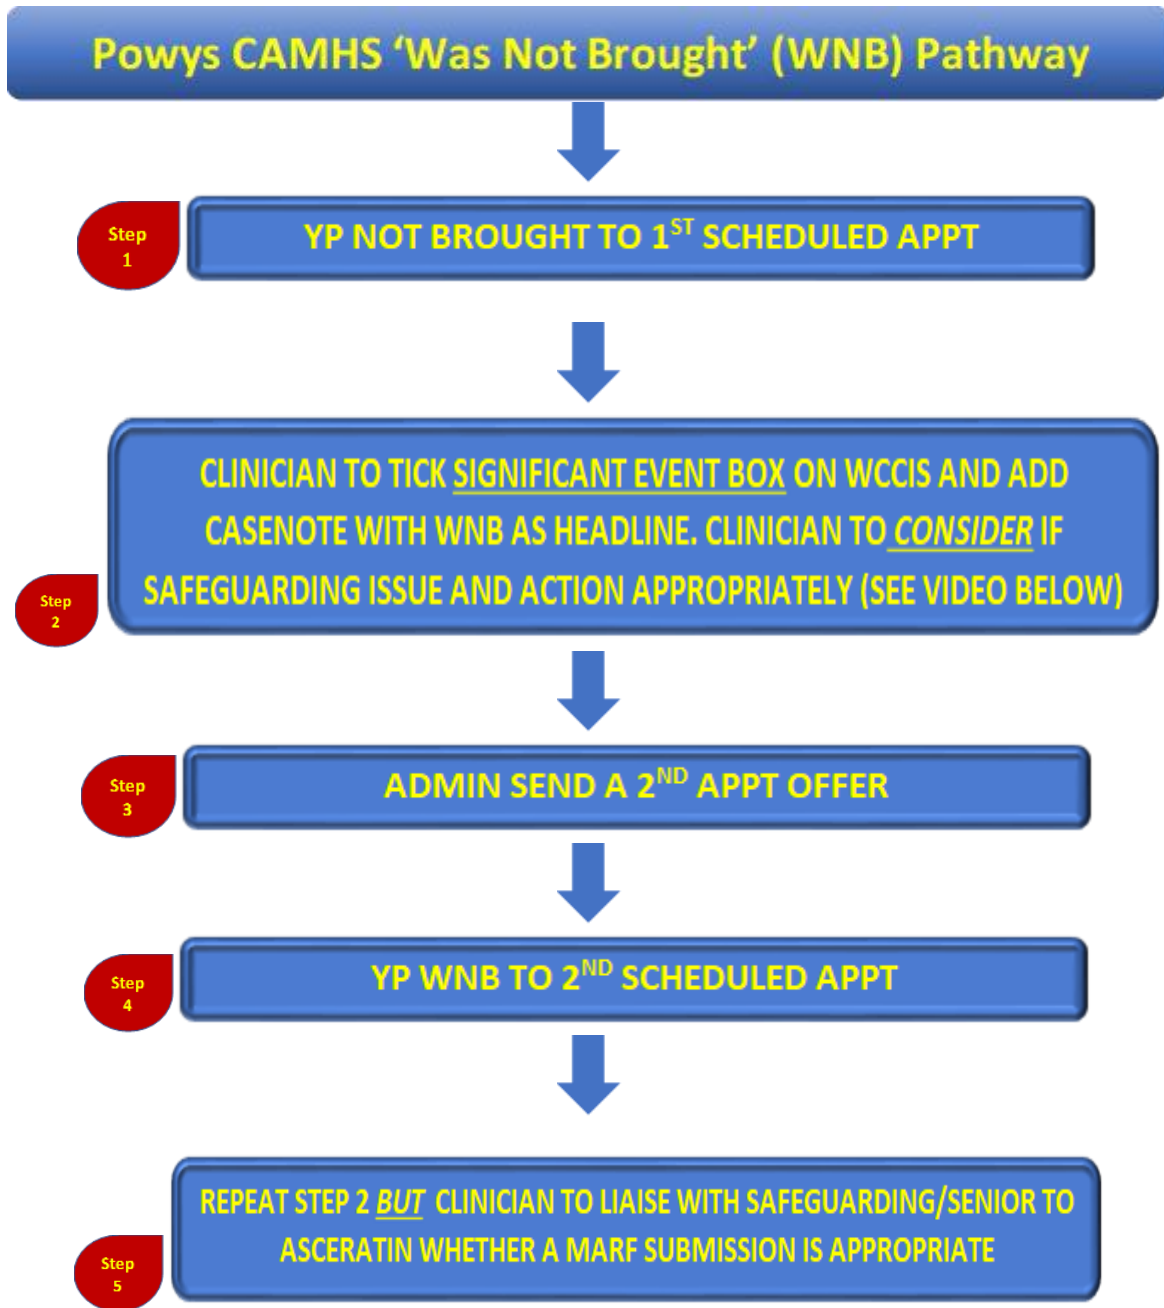 Powys CAMHS ‘Was Not Brought’ (WNB) Pathway
Step
1
YP NOT BROUGHT TO 1ST SCHEDULED APPT
CLINICIAN TO TICK SIGNIFICANT EVENT BOX ON WCCIS AND ADD
CASENOTE WITH WNB AS HEADLINE. CLINICIAN TO CONSIDER IF
SAFEGUARDING ISSUE AND ACTION APPROPRIATELY (SEE VIDEO BELOW)
Step
2
Step
3
ADMIN SEND A 2ND APPT OFFER
Step
4
YP WNB TO 2ND SCHEDULED APPT
REPEAT STEP 2 BUT CLINICIAN TO LIAISE WITH SAFEGUARDING/SENIOR TO
ASCERATIN WHETHER A MARF SUBMISSION IS APPROPRIATE
Step
5